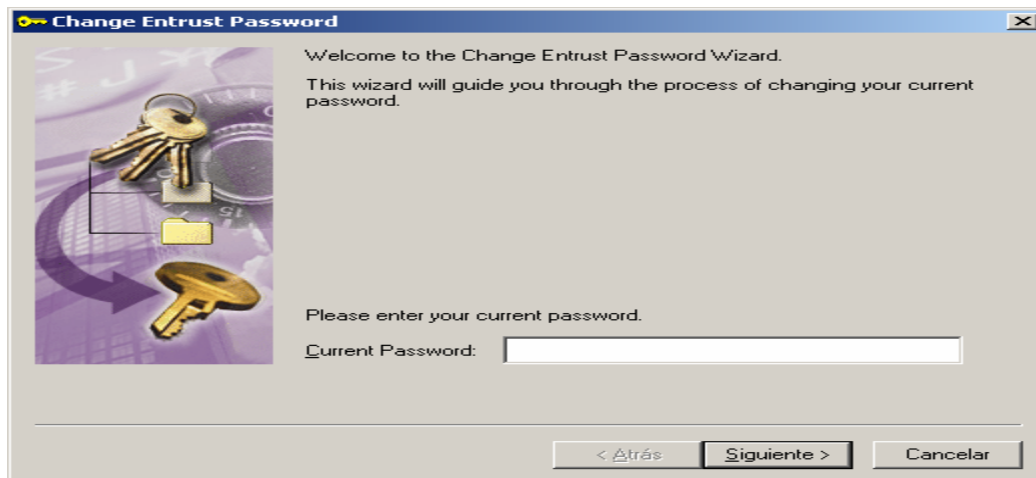 Change Entrust Password
Welcome to the Change Entrust Password Wizard.
This wizard will guide you through the process of changing your current
password.
Please enter your current password.
Current Password:
< Atrás
Siguiente >
Cancelar